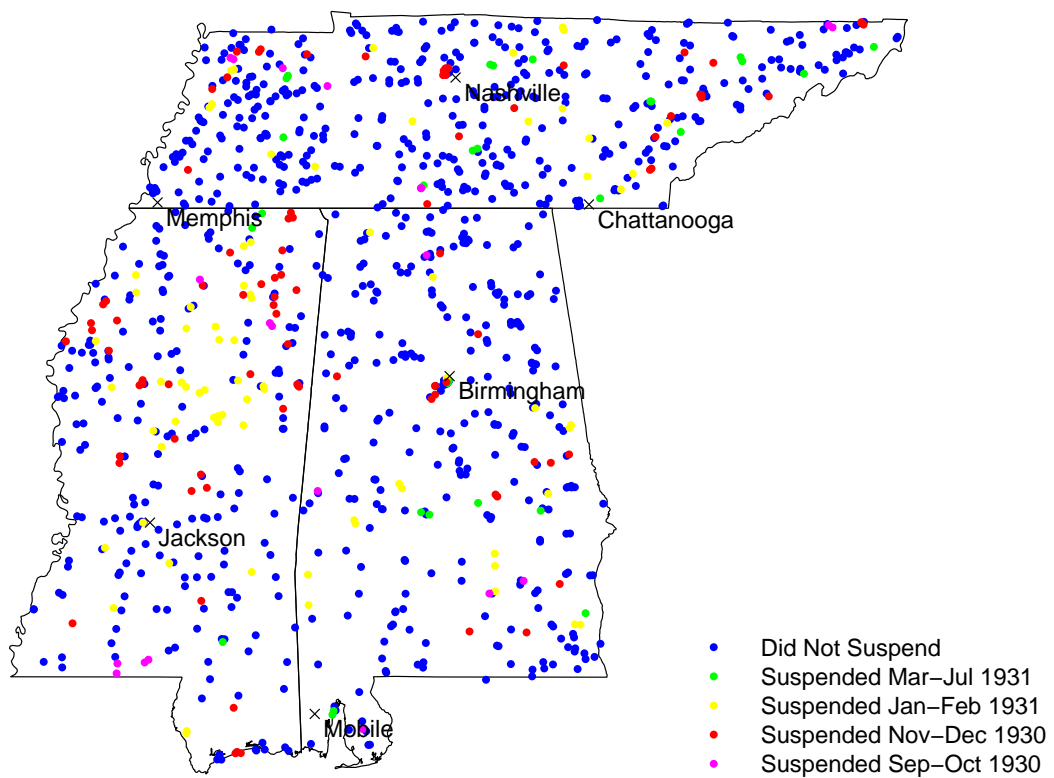 Nashville
Memphis
Chattanooga
Birmingham
Jackson
Mobile
Did Not Suspend
Suspended Mar−Jul 1931
Suspended Jan−Feb 1931
Suspended Nov−Dec 1930
Suspended Sep−Oct 1930